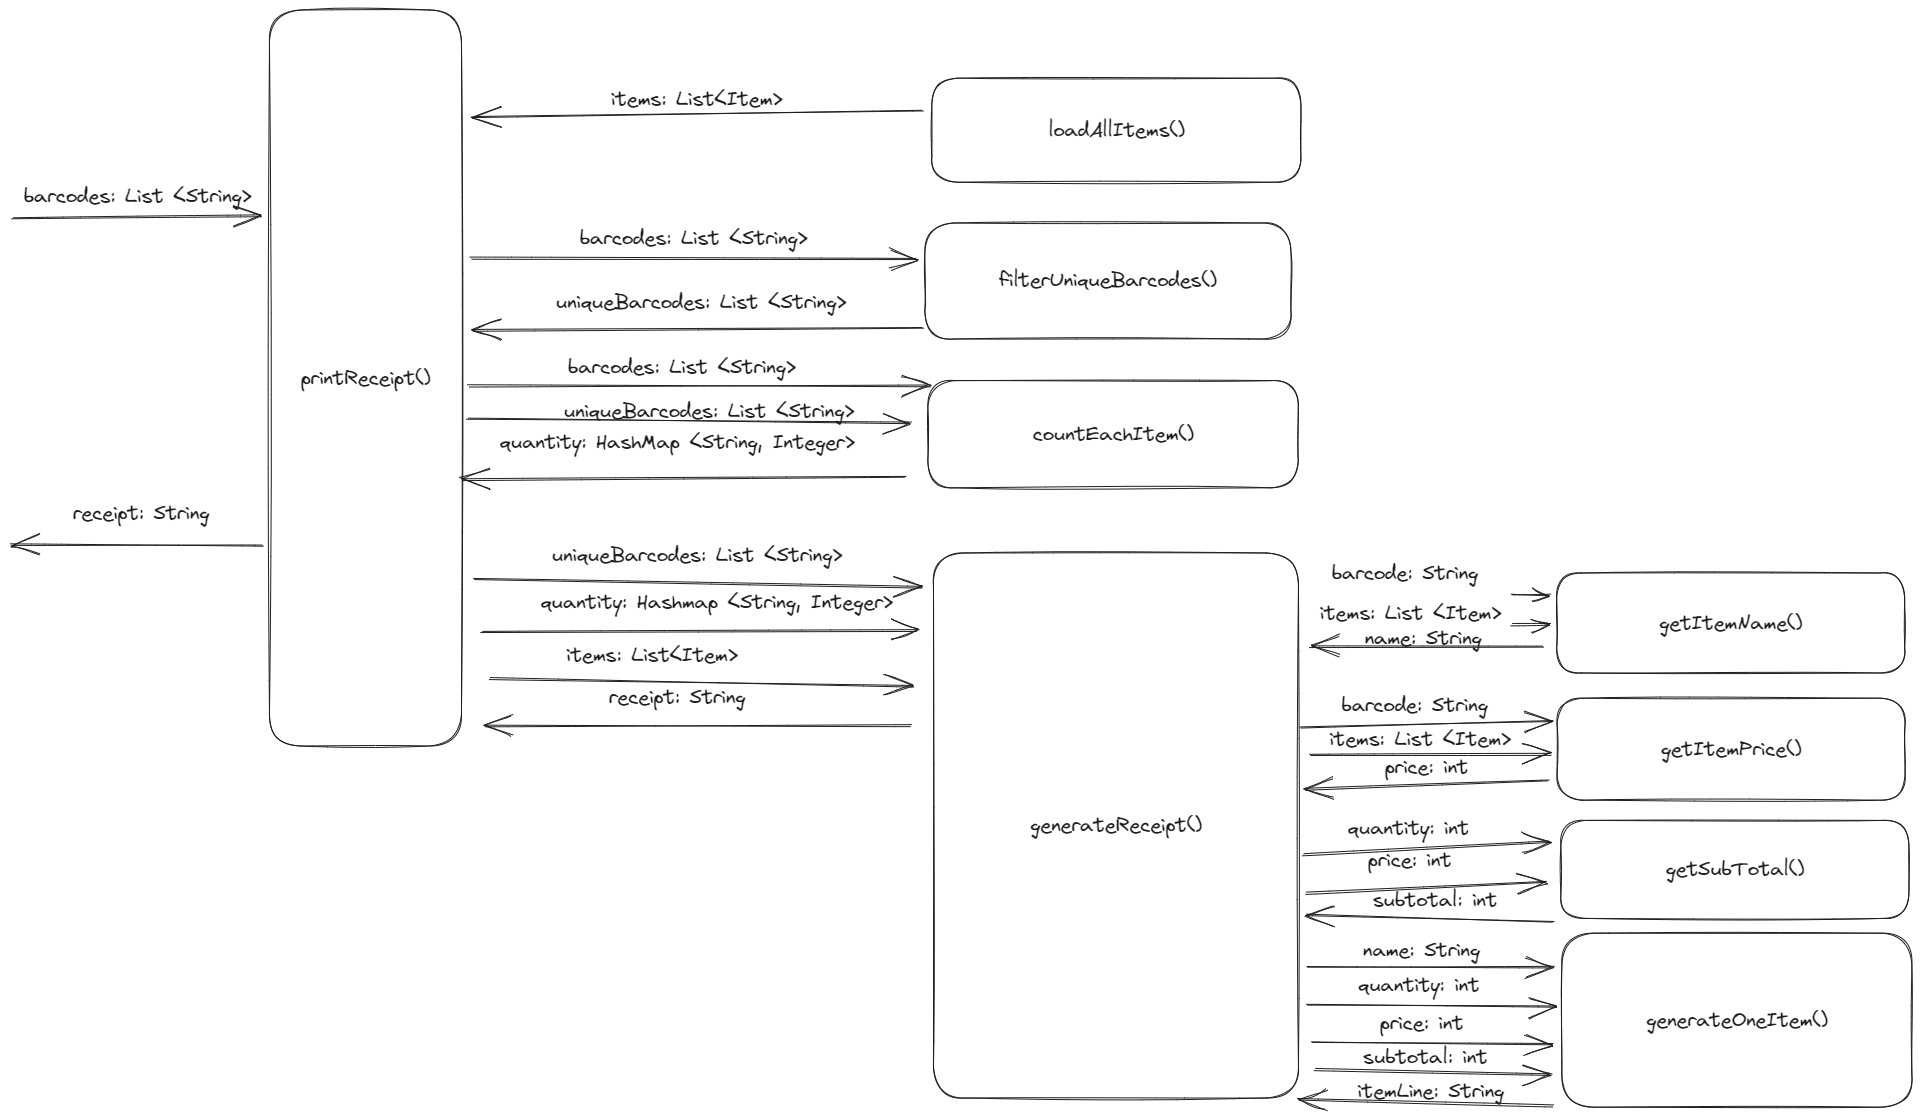 items: List<Item>
loadAllItems()
barcodes: List <String>
barcodes: List <String>
filterUniqueBarcodes()
uniqueBarcodes: List <String>
printReceipt()
barcodes: List <String>
uniqueBarcodes: List <String>
countEachItem()
quantity: HashMap <String, Integer>
receipt: String
uniqueBarcodes: List <String>
quantity: Hashmap <String, Integer>
items: List<Item>
receipt: String
generateReceipt()
barcode: String
items: List <Item>
getItemName()
name: String
barcode: String
items: List <Item>
getItemPrice()
price: int
quantity: int
price: int
getSubTotal()
subtotal: int
name: String
quantity: int
price: int
generateOneItem()
subtotal: int
itemLine: String